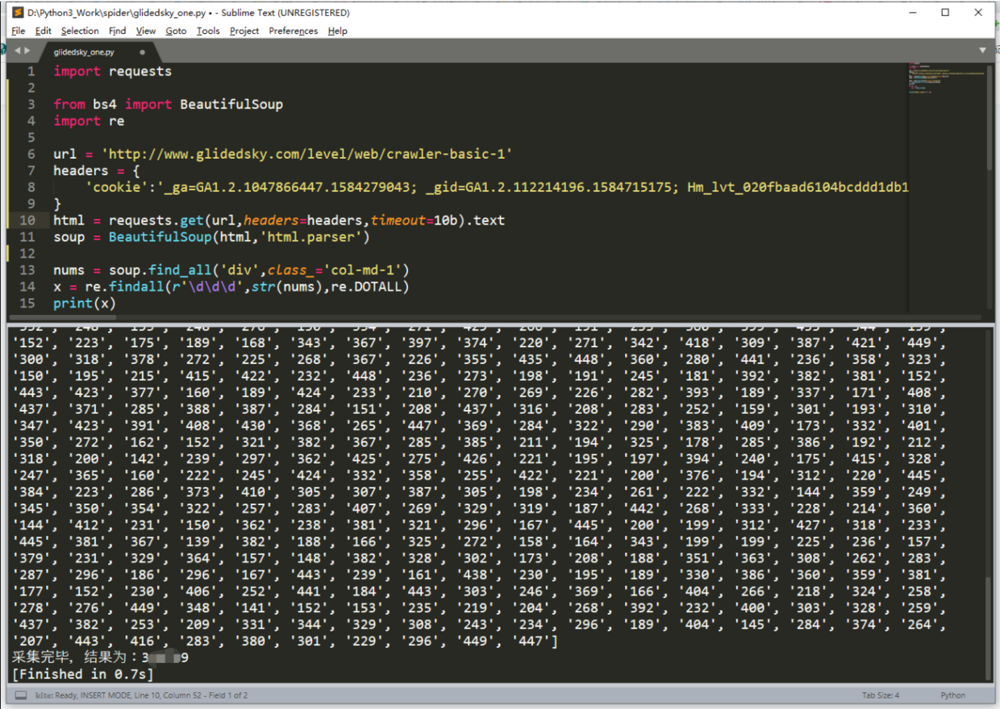 D:\Python3_Work\spider\glidedsky_one.py • - Sublime Text (UNREGISTERED)
File Edit Selection Find View Goto Tools Project Preferences Help
glidedsky_one.py
1 import requests
2
3 from bs4 import BeautifulSoup
4 import re
5
6 url = 'http://www.glidedsky.com/level/web/crawler-basic-1'
7 headers = {
8 'cookie':'_ga=GA1.2.1047866447.1584279043; _gid=GA1.2.112214196.1584715175; Hm_lvt_020fbaad6104bcddd1db1
9 }
10 html = requests.get(url,headers=headers,timeout=10b).text
11 soup = BeautifulSoup(html,'html.parser')
12
13 nums = soup.find_all('div',class_='col-md-1')
14 x = re.findall(r'\d\d\d',str(nums),re.DOTALL)
15 print(x)
'152', '223', '175', '189', '168', '343', '367', '397', '374', '220', '271', '342', '418', '309', '387', '421', '449',
'300', '318', '378', '272', '225', '268', '367', '226', '355', '435', '448', '360', '280', '441', '236', '358', '323',
'150', '195', '215', '415', '422', '232', '448', '236', '273', '198', '191', '245', '181', '392', '382', '381', '152',
'443', '423', '377', '160', '189', '424', '233', '210', '270', '269', '226', '282', '393', '189', '337', '171', '408',
'437', '371', '285', '388', '387', '284', '151', '208', '437', '316', '208', '283', '252', '159', '301', '193', '310',
'347', '423', '391', '408', '430', '368', '265', '447', '369', '284', '322', '290', '383', '409', '173', '332', '401',
'350', '272', '162', '152', '321', '382', '367', '285', '385', '211', '194', '325', '178', '285', '386', '192', '212',
'318', '200', '142', '239', '297', '362', '425', '275', '426', '221', '195', '197', '394', '240', '175', '415', '328',
'247', '365', '160', '222', '245', '424', '332', '358', '255', '422', '221', '200', '376', '194', '312', '220', '445',
'384', '223', '286', '373', '410', '305', '307', '387', '305', '198', '234', '261', '222', '332', '144', '359', '249',
'345', '350', '354', '322', '257', '283', '407', '269', '329', '319', '187', '442', '268', '333', '228', '214', '360',
'144', '412', '231', '150', '362', '238', '381', '321', '296', '167', '445', '200', '199', '312', '427', '318', '233',
'445', '381', '367', '139', '382', '188', '166', '325', '272', '158', '164', '343', '199', '199', '225', '236', '157',
'379', '231', '329', '364', '157', '148', '382', '328', '302', '173', '208', '188', '351', '363', '308', '262', '283',
'287', '296', '186', '296', '167', '443', '239', '161', '438', '230', '195', '189', '330', '386', '360', '359', '381',
'177', '152', '230', '406', '252', '441', '184', '443', '303', '246', '369', '166', '404', '266', '218', '324', '258',
'278', '276', '449', '348', '141', '152', '153', '235', '219', '204', '268', '392', '232', '400', '303', '328', '259',
'437', '382', '253', '209', '331', '344', '329', '308', '243', '234', '296', '189', '404', '145', '284', '374', '264',
'207', '443', '416', '283', '380', '301', '229', '296', '449', '447']
采集完毕, 结果为：3 9
[Finished in 0.7s]
kite: Ready, INSERT MODE, Line 10, Column 52 - Field 1 of 2 Tab Size: 4 Python